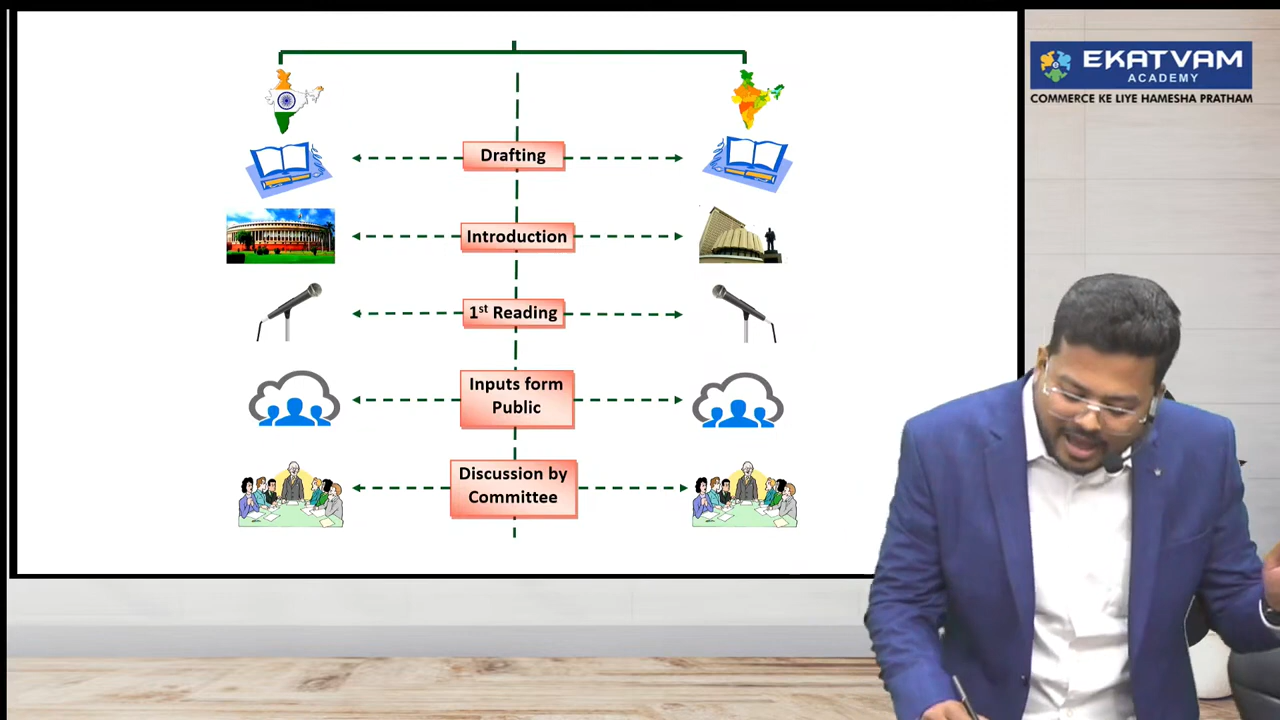 EKATVAM
ACADEMY
COMMERCE KE LIYE HAMESHA PRATHAM
Drafting
Introduction
1st Reading
Inputs form
Public
Discussion by
Committee